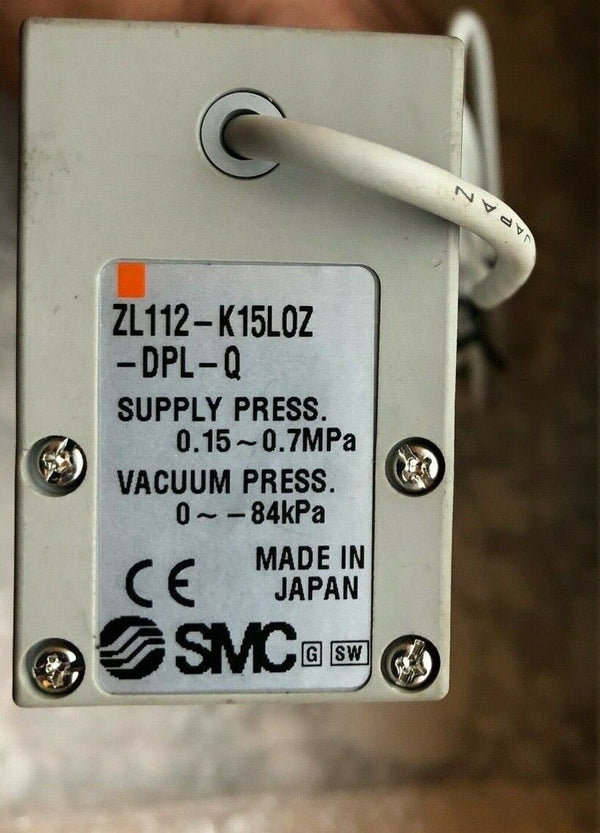 JAPAN
ZL112-K15LOZ
-DPL-Q
SUPPLY PRESS.
0.15~0.7MPa
VACUUM PRESS.
0~-84kPa
CE MADE IN
JAPAN
SMC G SW